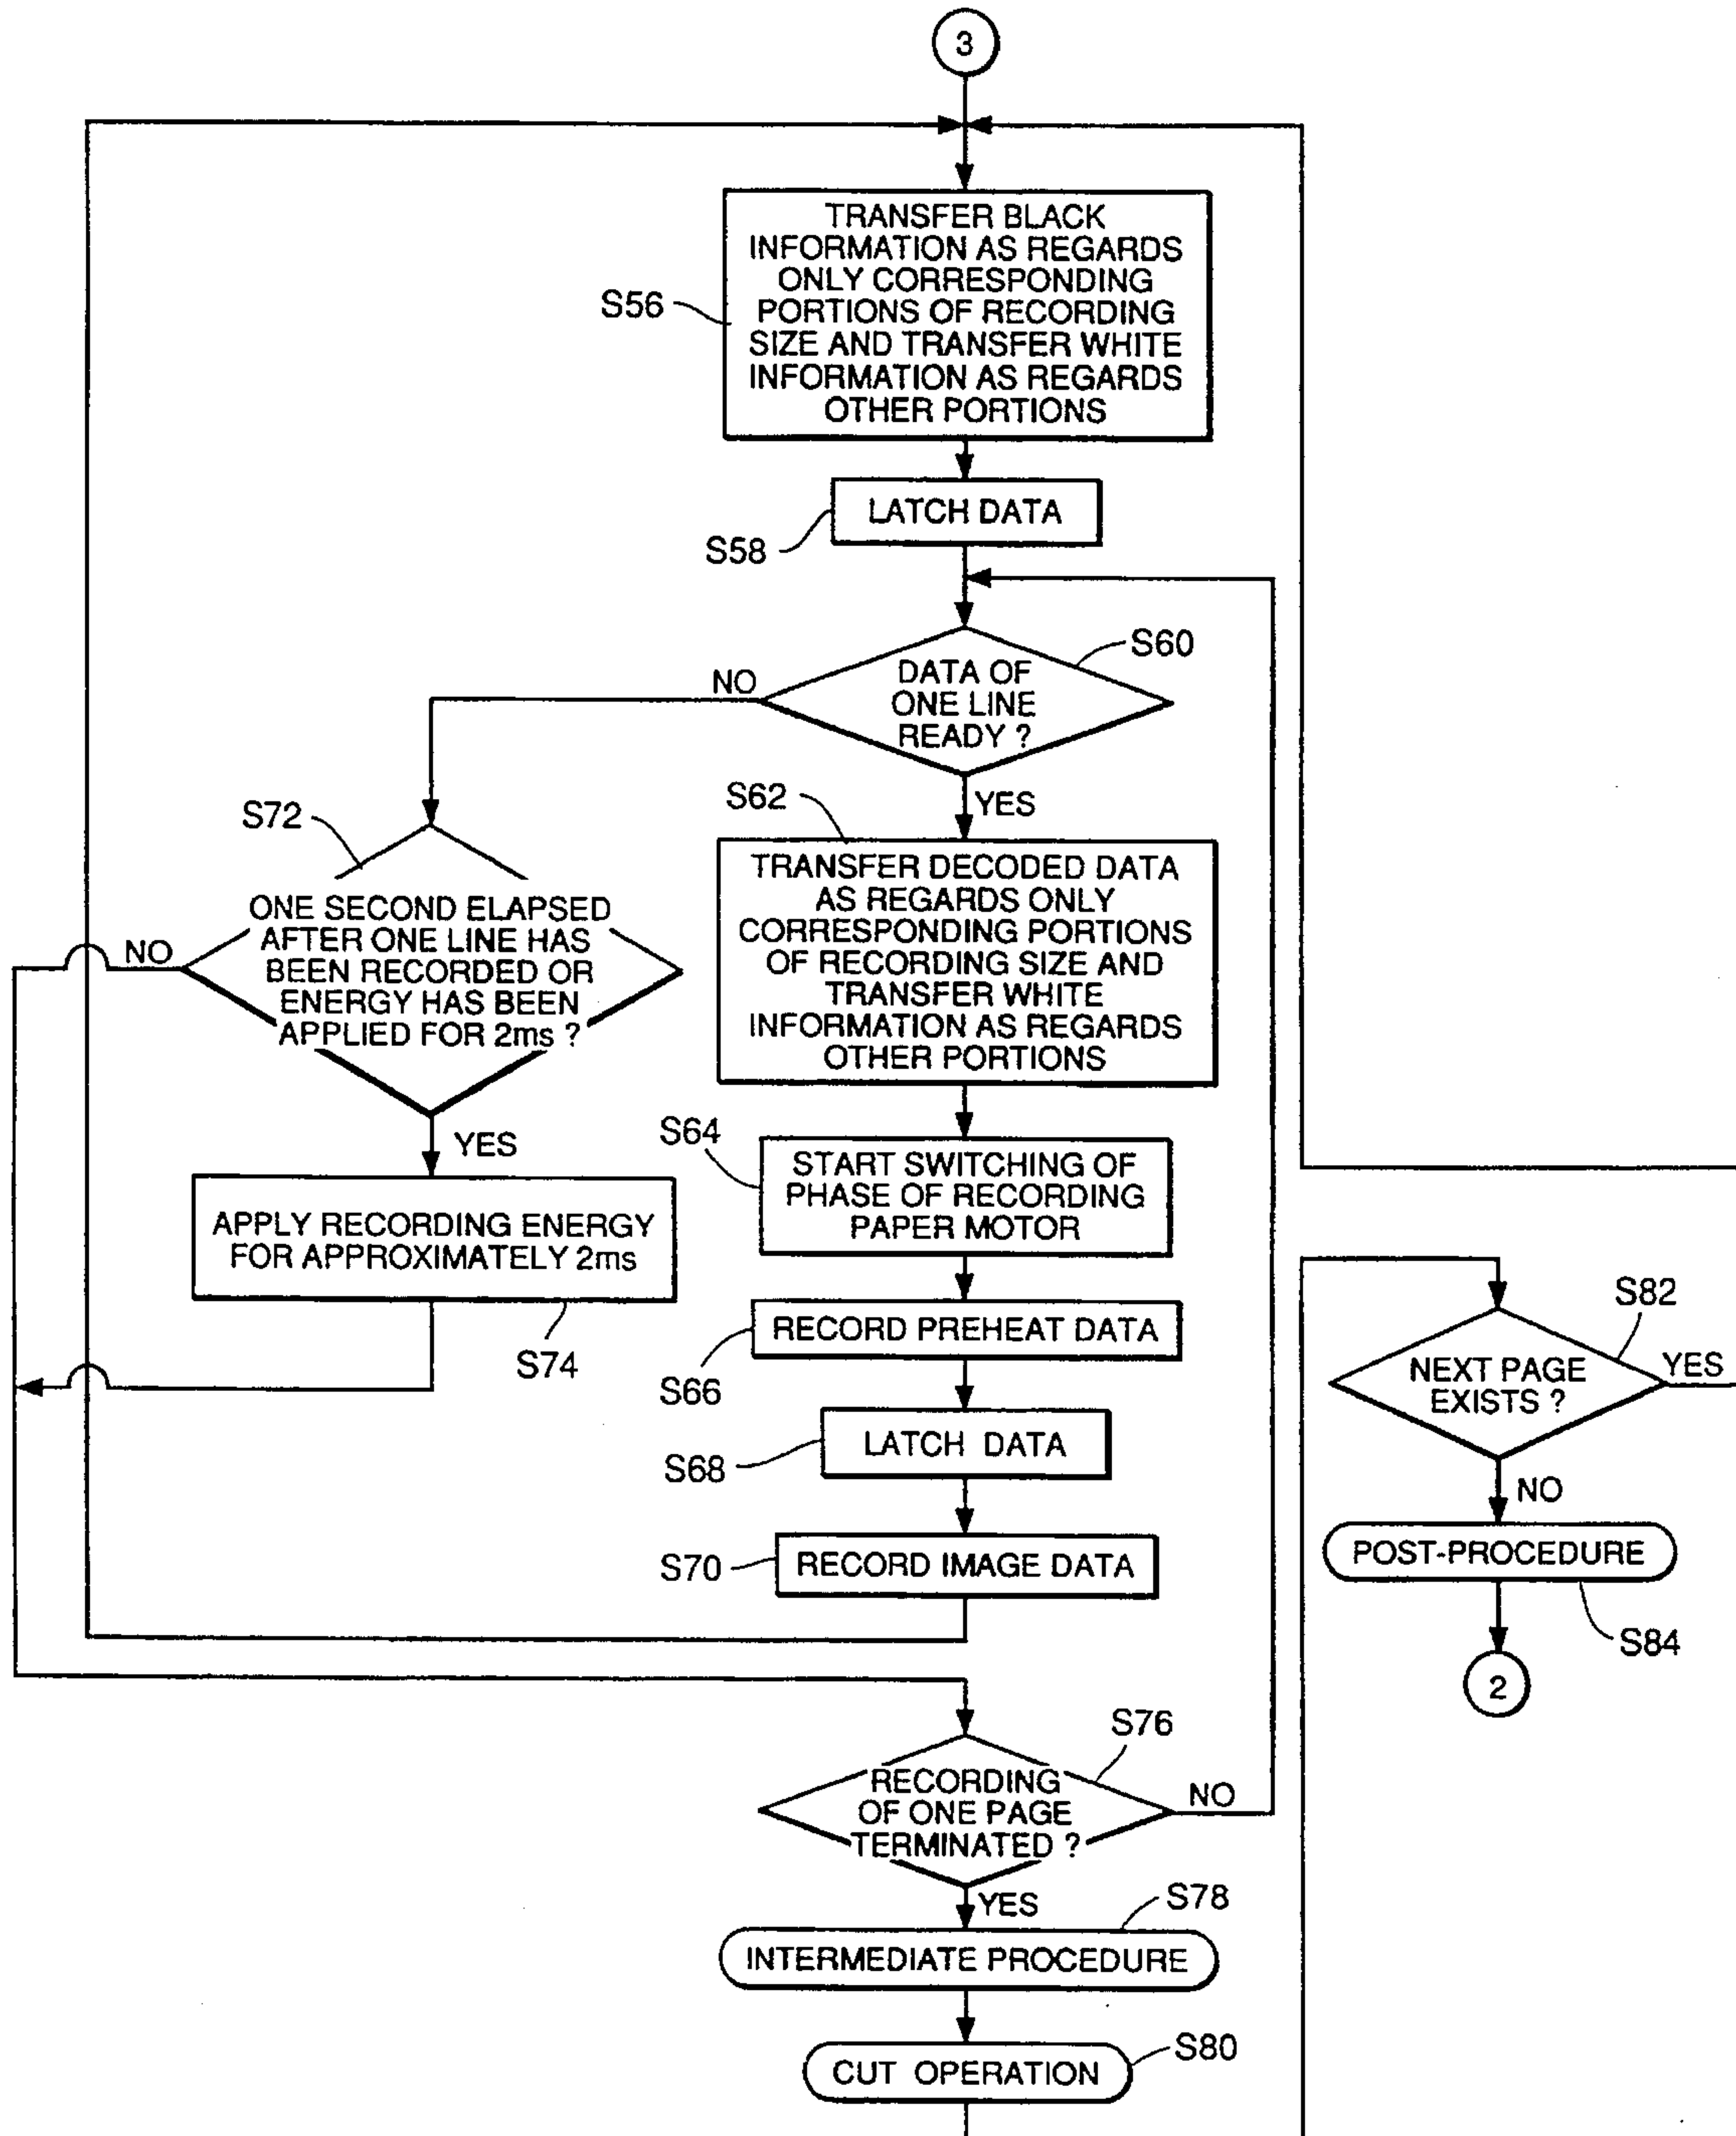 3
TRANSFER BLACK
INFORMATION AS REGARDS
ONLY CORRESPONDING
PORTIONS OF RECORDING
SIZE AND TRANSFER WHITE
INFORMATION AS REGARDS
OTHER PORTIONS
S56
LATCH DATA
S58
S60
DATA OF
ONE LINE
READY ?
NO
YES
S72
ONE SECOND ELAPSED
AFTER ONE LINE HAS
BEEN RECORDED OR
ENERGY HAS BEEN
APPLIED FOR 2ms ?
NO
YES
S62
TRANSFER DECODED DATA
AS REGARDS ONLY
CORRESPONDING PORTIONS
OF RECORDING SIZE AND
TRANSFER WHITE
INFORMATION AS REGARDS
OTHER PORTIONS
S64
START SWITCHING OF
PHASE OF RECORDING
PAPER MOTOR
APPLY RECORDING ENERGY
FOR APPROXIMATELY 2ms
S74
RECORD PREHEAT DATA
S66
LATCH DATA
S68
S70
RECORD IMAGE DATA
S82
NEXT PAGE
EXISTS ?
YES
NO
POST-PROCEDURE
S84
2
S76
RECORDING
OF ONE PAGE
TERMINATED ?
NO
YES
S78
INTERMEDIATE PROCEDURE
S80
CUT OPERATION